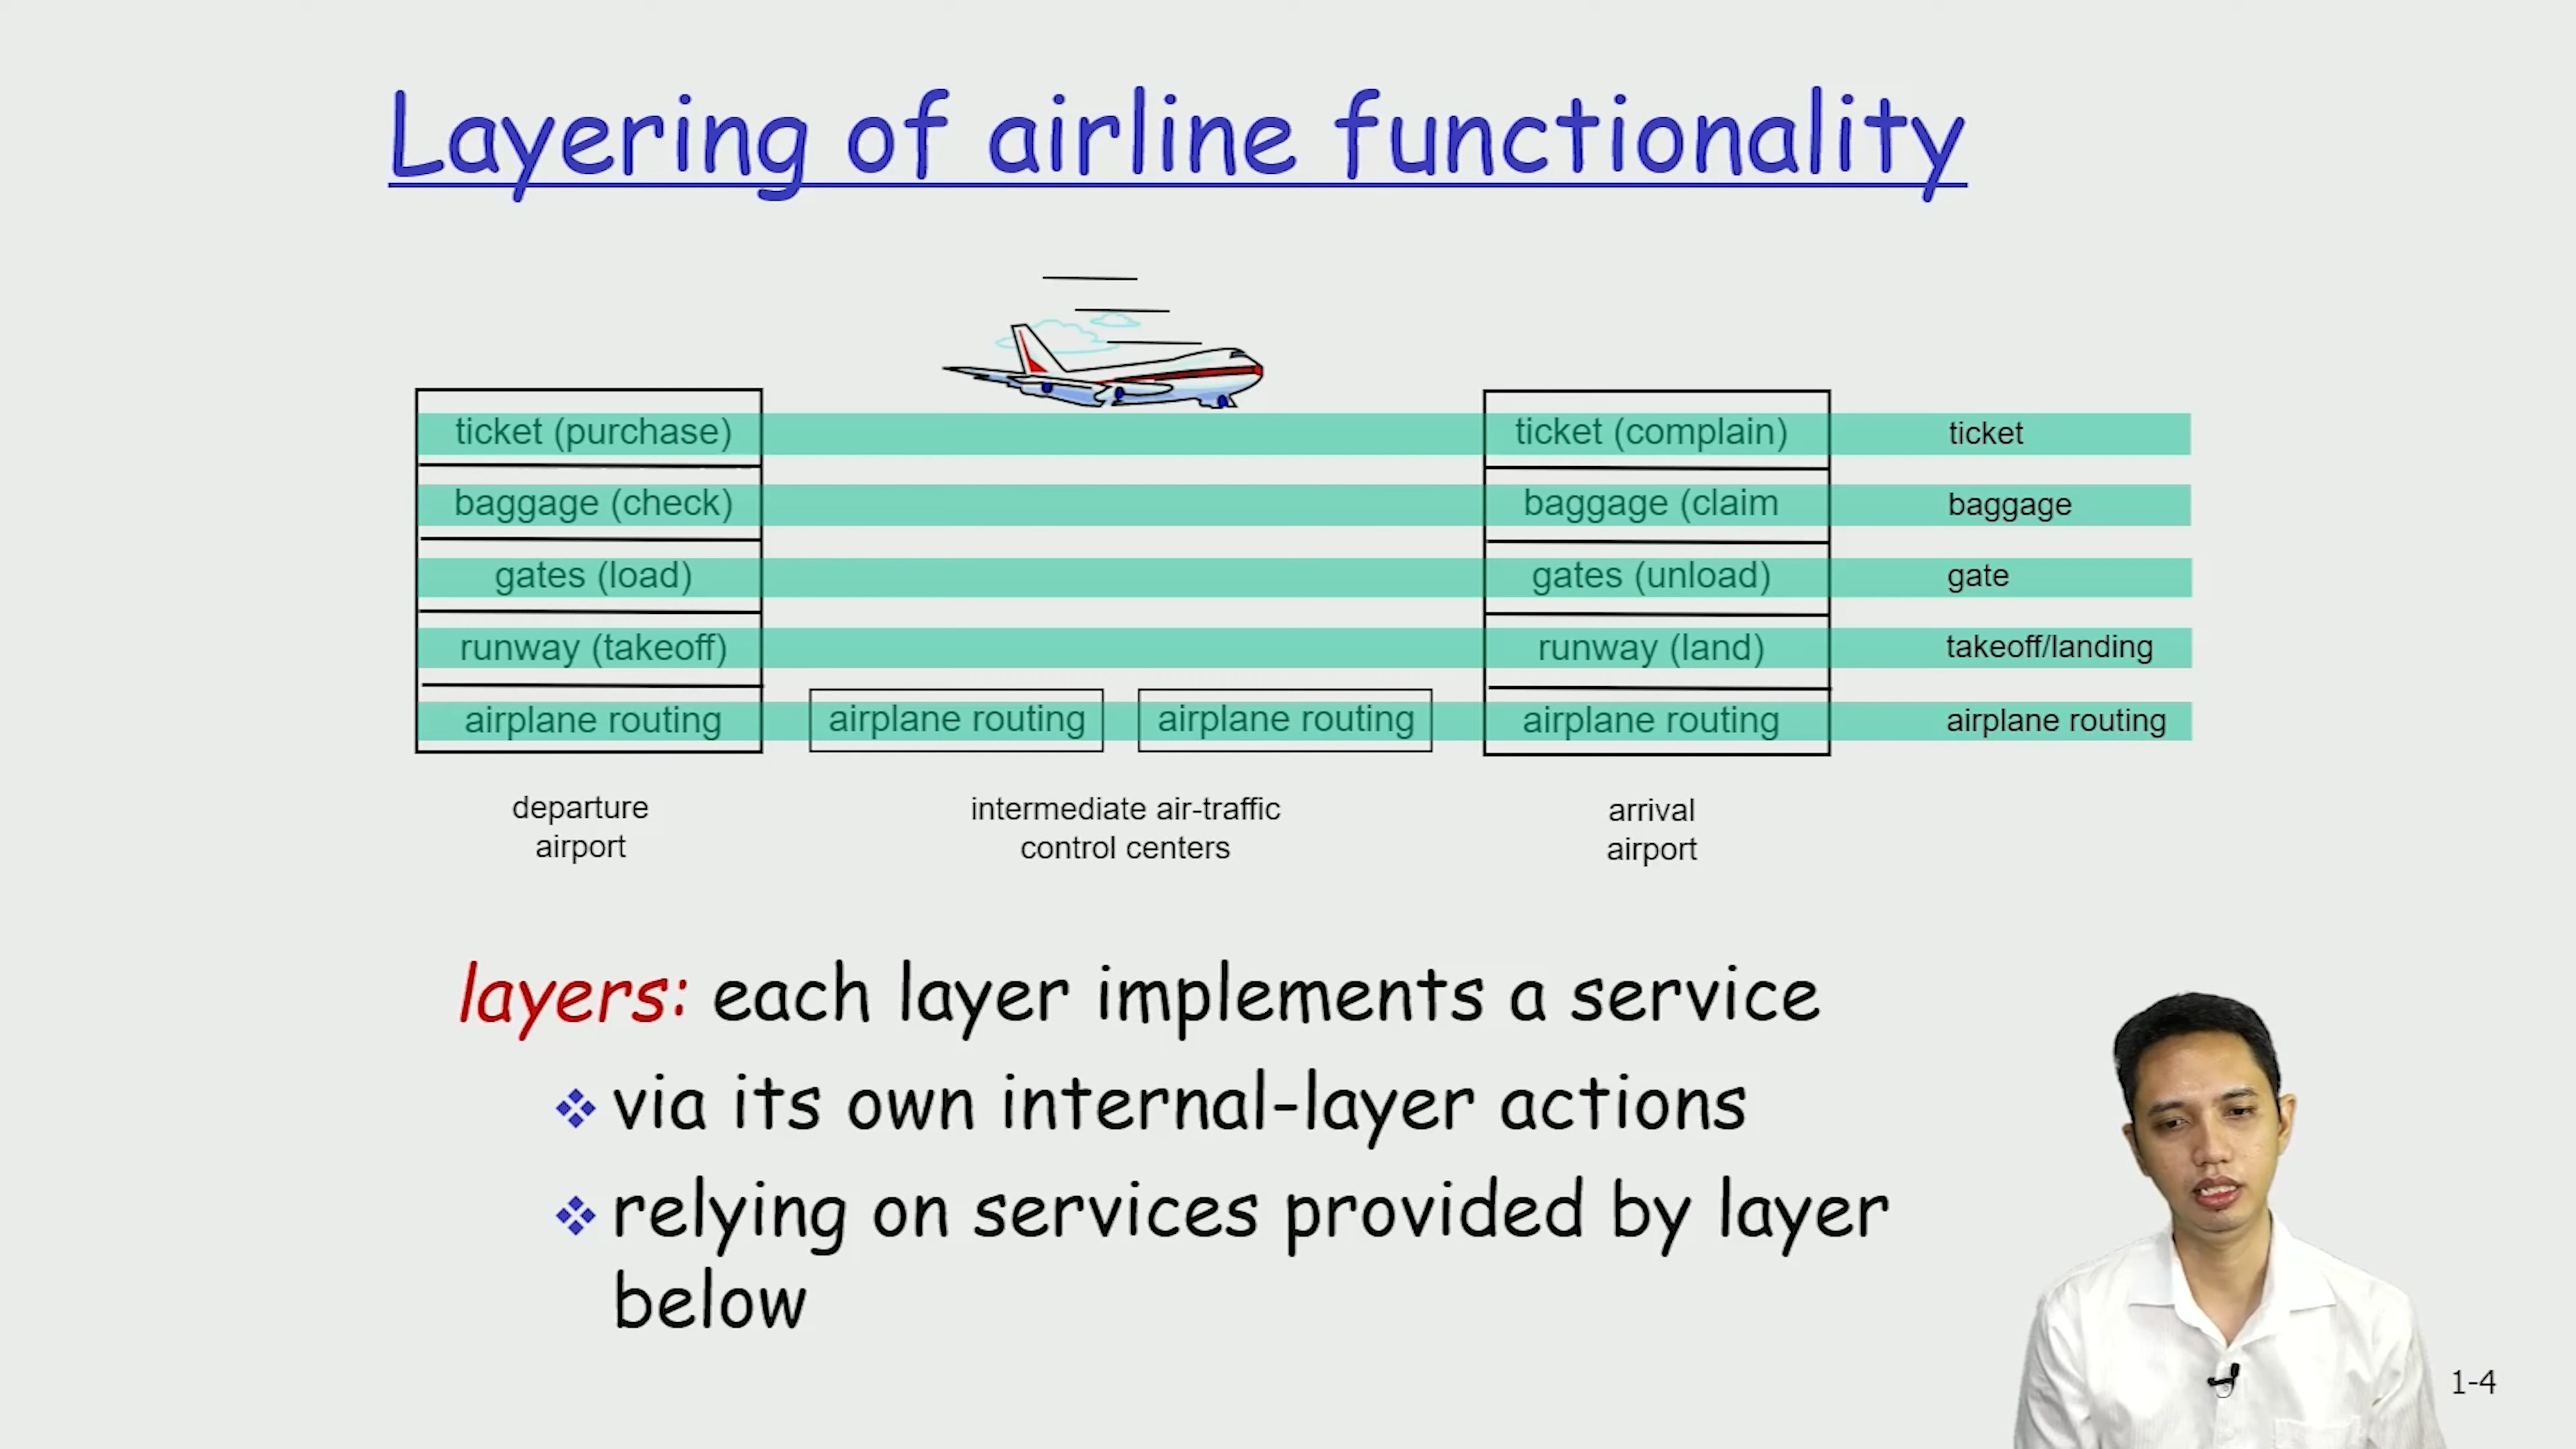 Layering of airline functionality
ticket (purchase)
ticket (complain)
ticket
baggage (check)
baggage (claim
baggage
gates (load)
gates (unload)
gate
runway (takeoff)
runway (land)
takeoff/landing
airplane routing
airplane routing
airplane routing
airplane routing
airplane routing
departure
airport
intermediate air-traffic
control centers
arrival
airport
layers: each layer implements a service
via its own internal-layer actions
relying on services provided by layer
below
1-4